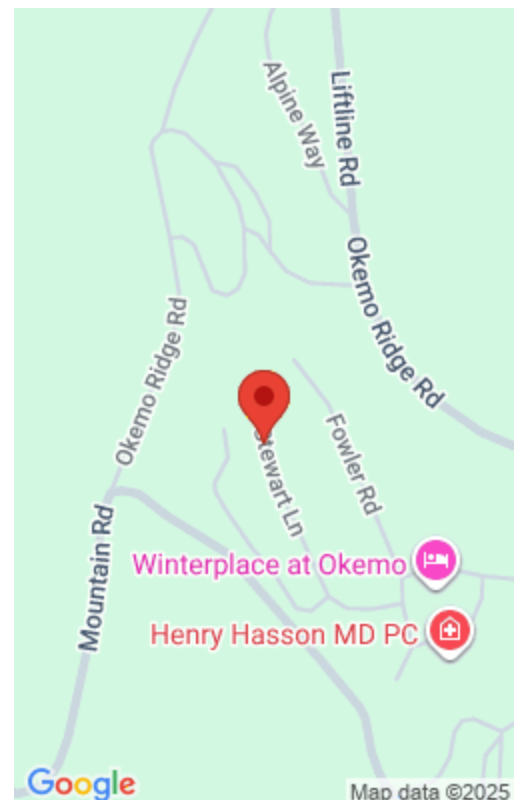 Alpine Way
Liftline Rd
Okemo Ridge Rd
Okemo Ridge Rd
Stewart Ln
Fowler Rd
Mountain Rd
Winterplace at Okemo
Henry Hasson MD PC
Google
Map data ©2025